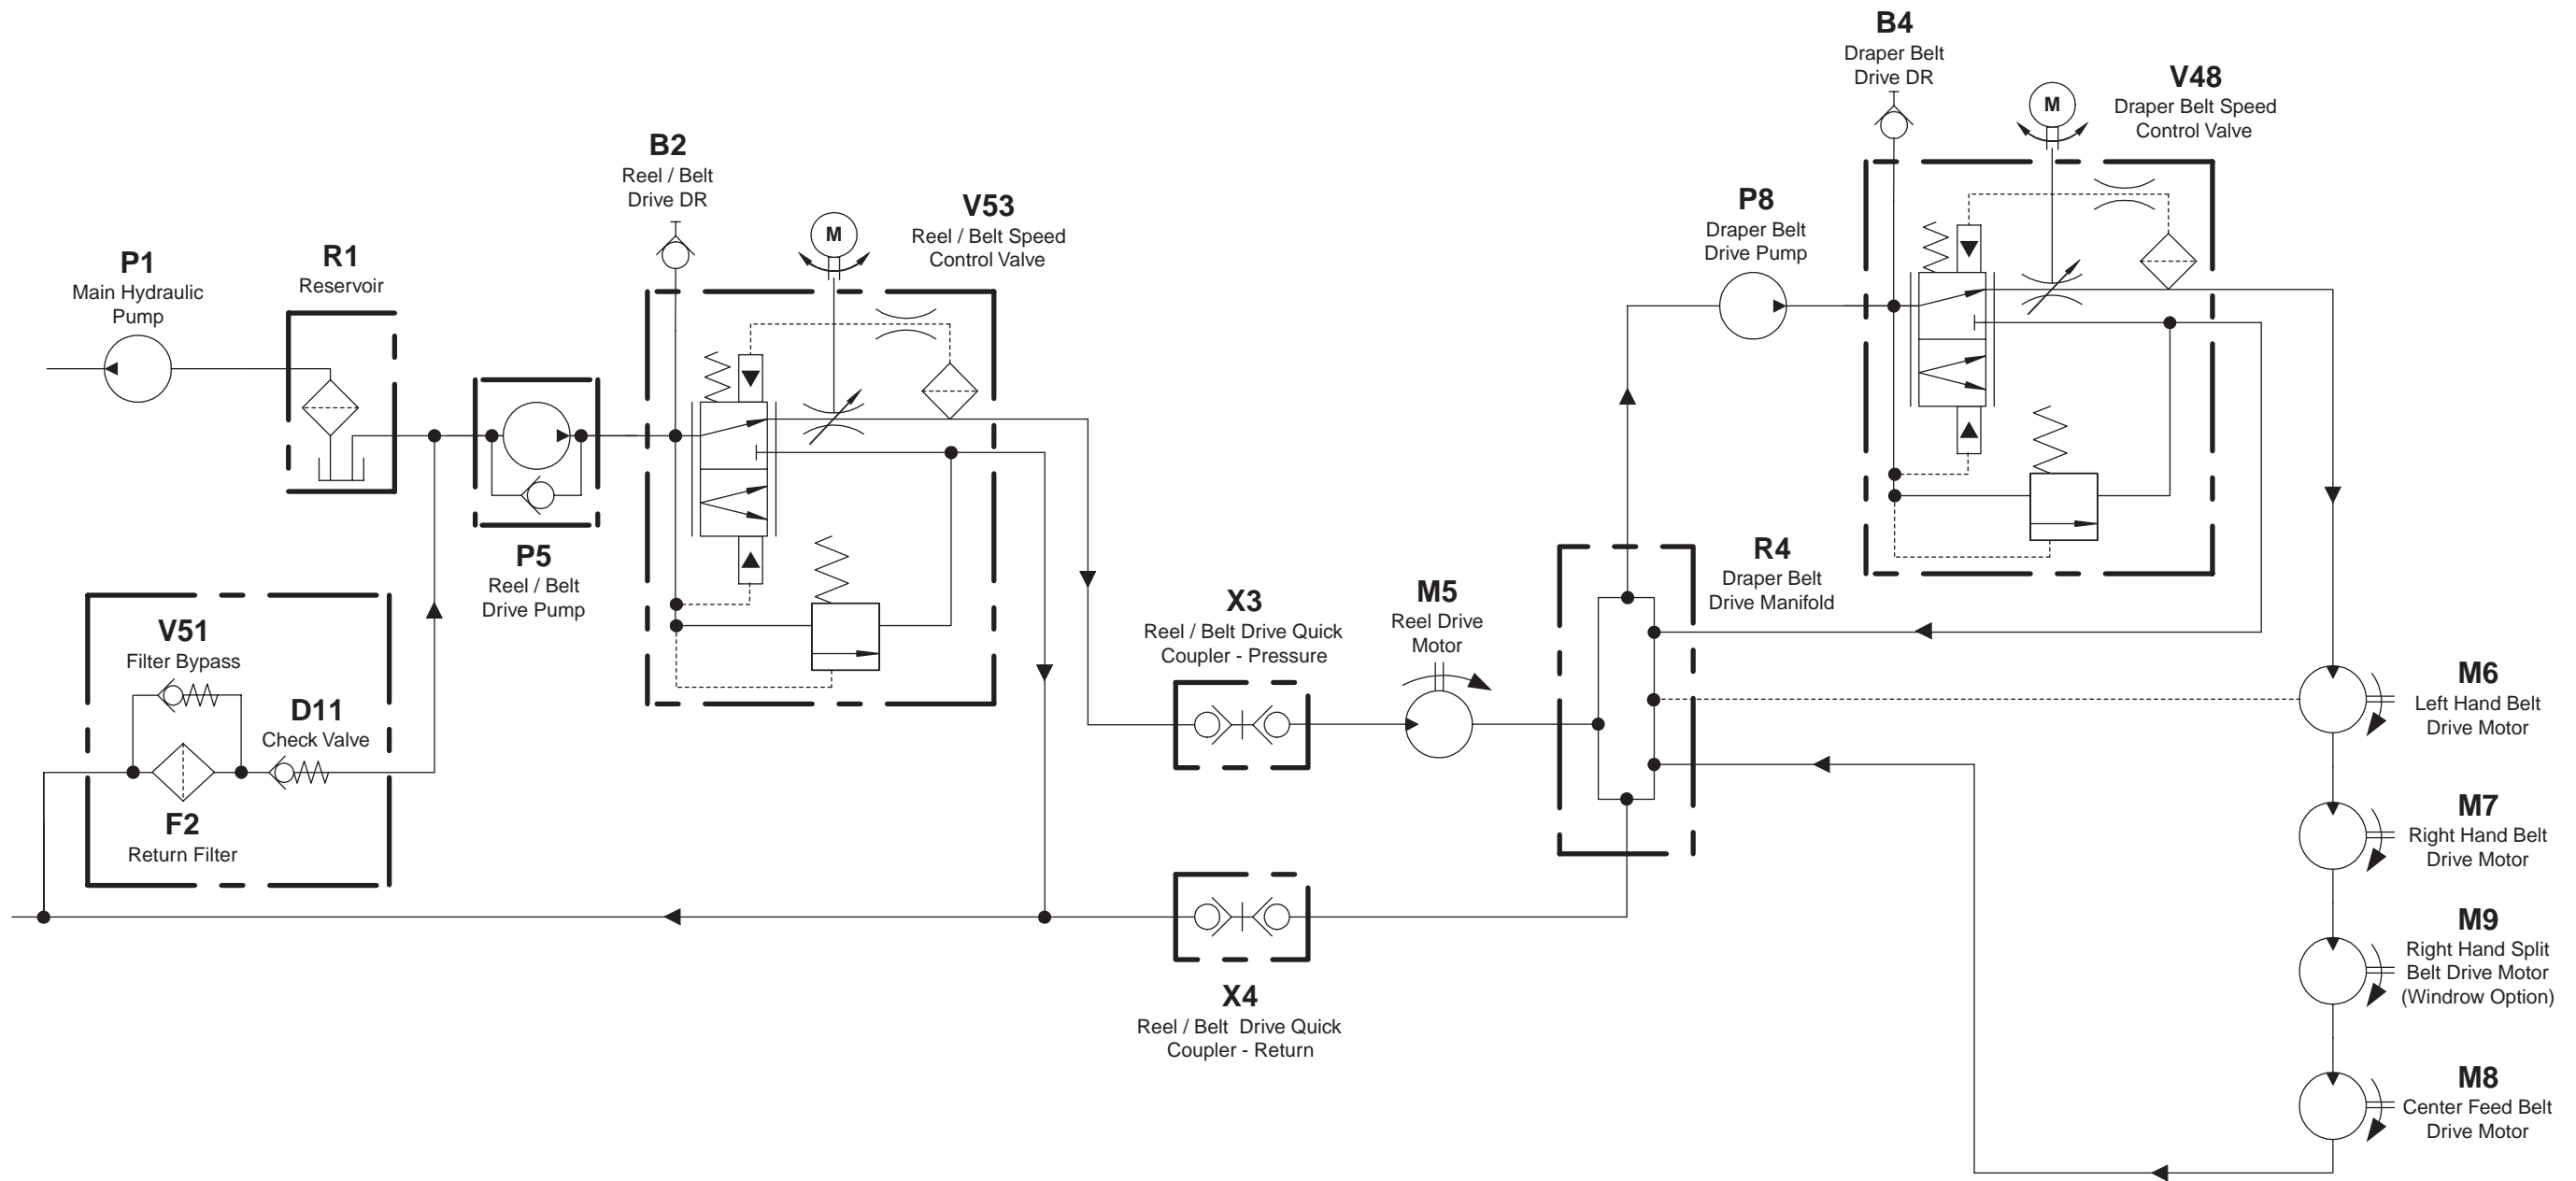 B4
Draper Belt
Drive DR
M
V48
Draper Belt Speed
Control Valve
B2
Reel / Belt
Drive DR
P8
Draper Belt
Drive Pump
V53
Reel / Belt Speed
Control Valve
M
P1
Main Hydraulic
Pump
R1
Reservoir
P5
Reel / Belt
Drive Pump
R4
Draper Belt
Drive Manifold
X3
Reel / Belt Drive Quick
Coupler - Pressure
M5
Reel Drive
Motor
V51
Filter Bypass
D11
Check Valve
F2
Return Filter
M6
Left Hand Belt
Drive Motor
M7
Right Hand Belt
Drive Motor
M9
Right Hand Split
Belt Drive Motor
(Windrow Option)
X4
Reel / Belt  Drive Quick
Coupler - Return
M8
Center Feed Belt
Drive Motor